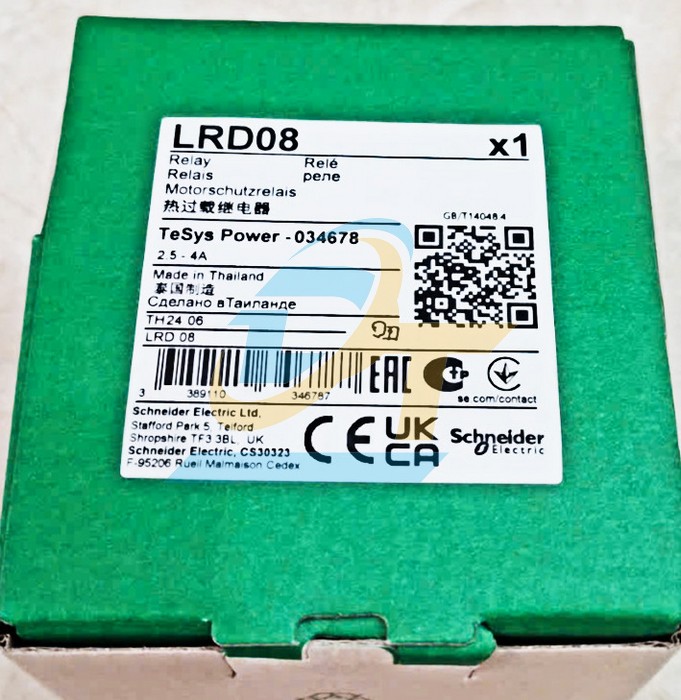 LRD08 x1
Relay Relé
Relais реле
Motorschutzrelais
热过载继电器
GB/T14048.4
TeSys Power - 034678
2.5 - 4A
Made in Thailand
泰国制造
Сделано вТаиланде
TH24 06
LRD 08
3 389110 346787
EAC
se.com/contact
Schneider Electric Ltd,
Stafford Park 5, Telford
Shropshire TF3 3BL, UK
Schneider Electric, CS30323
F-95206 Rueil Malmaison Cedex
CE UK
CA
Schneider
Electric